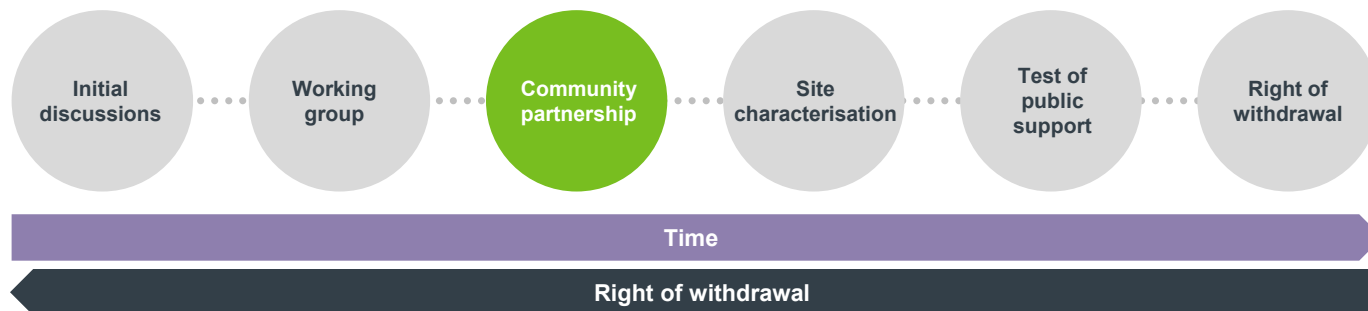 Initial
discussions
Working
group
Community
partnership
Site
characterisation
Test of
public
support
Right of
withdrawal
Time
Right of withdrawal